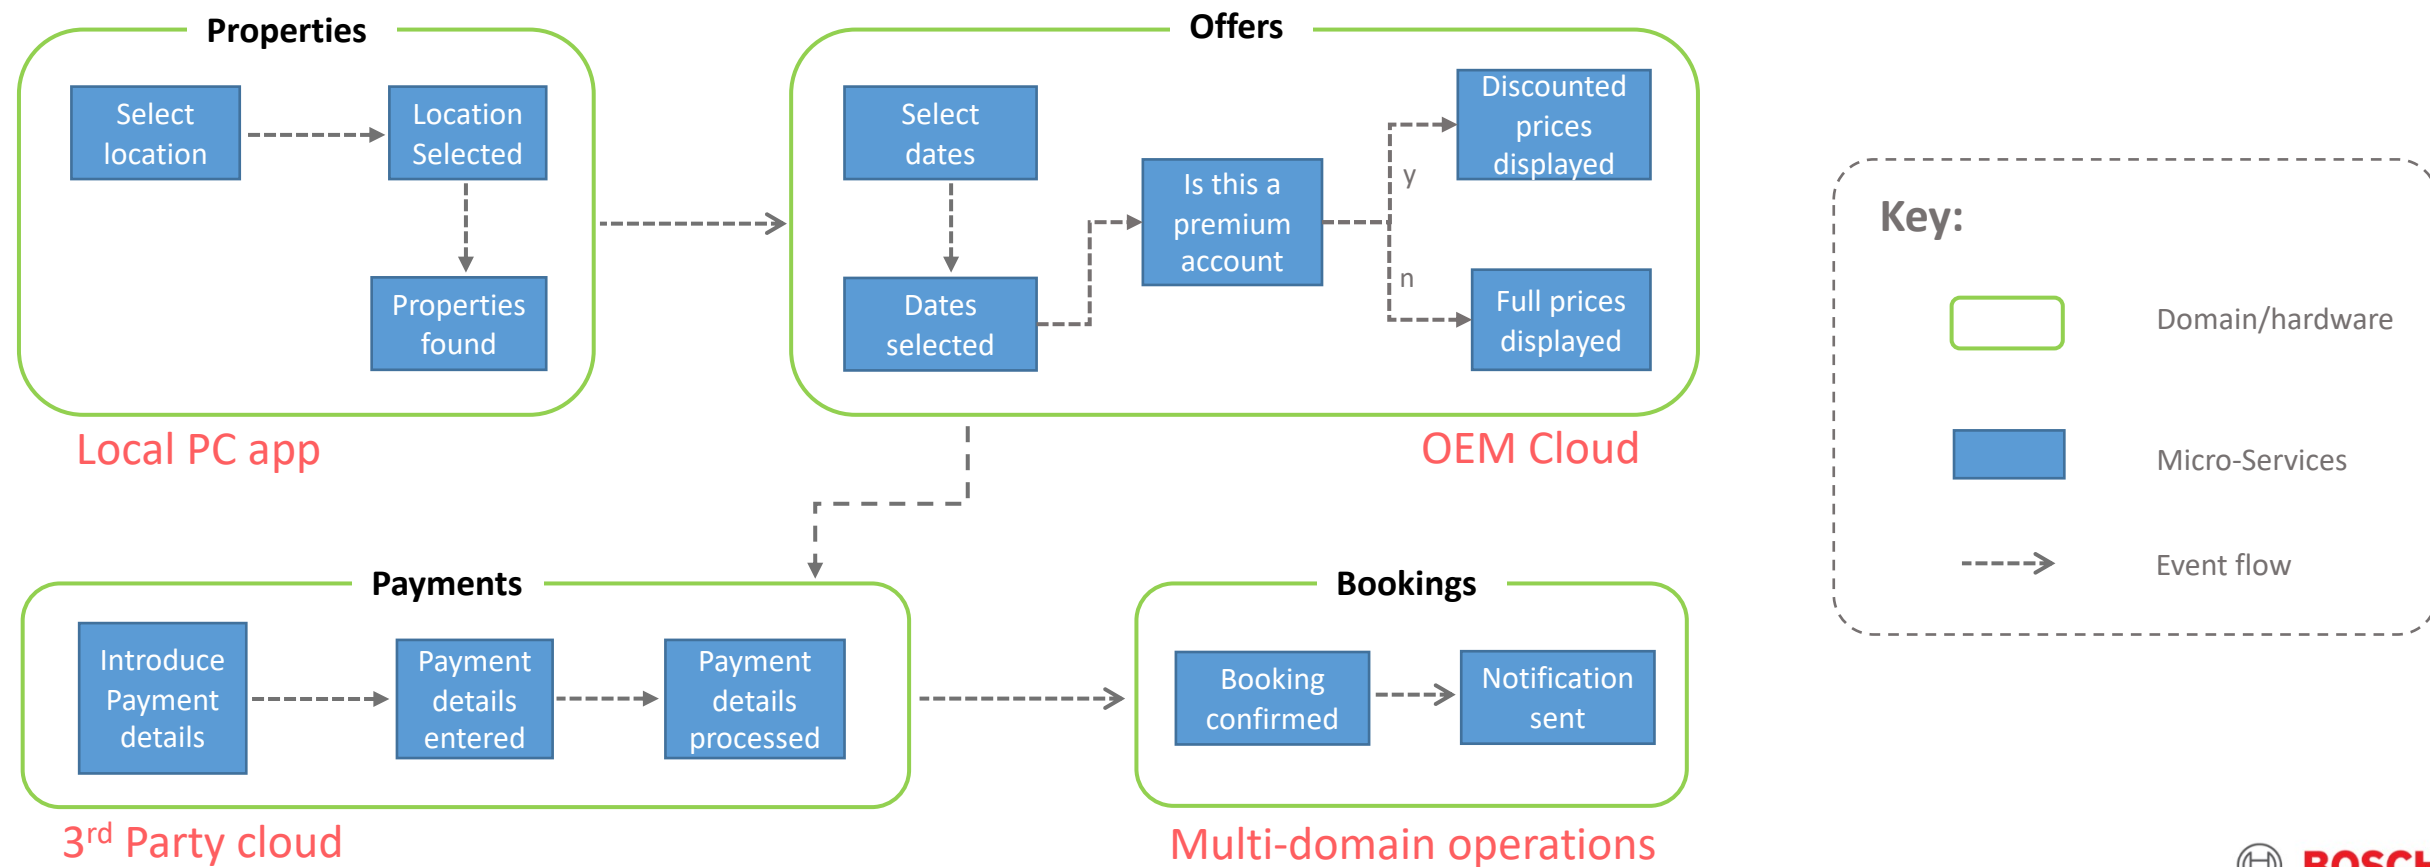 Properties
Select
location
Location
Selected
Properties
found
Local PC app
Offers
Select
dates
Dates
selected
Is this a
premium
account
y
n
Discounted
prices
displayed
Full prices
displayed
OEM Cloud
Payments
Introduce
Payment
details
Payment
details
entered
Payment
details
processed
3rd Party cloud
Bookings
Booking
confirmed
Notification
sent
Multi-domain operations
Key:
Domain/hardware
Micro-Services
Event flow
BOSCH